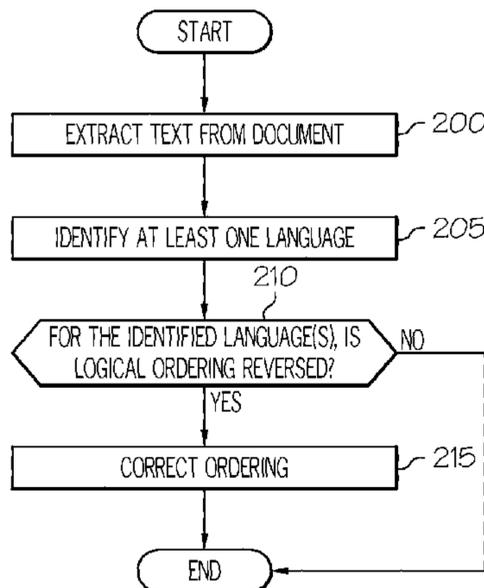 START
EXTRACT TEXT FROM DOCUMENT
200
IDENTIFY AT LEAST ONE LANGUAGE
205
210
FOR THE IDENTIFIED LANGUAGE(S), IS
LOGICAL ORDERING REVERSED?
NO
YES
CORRECT ORDERING
215
END